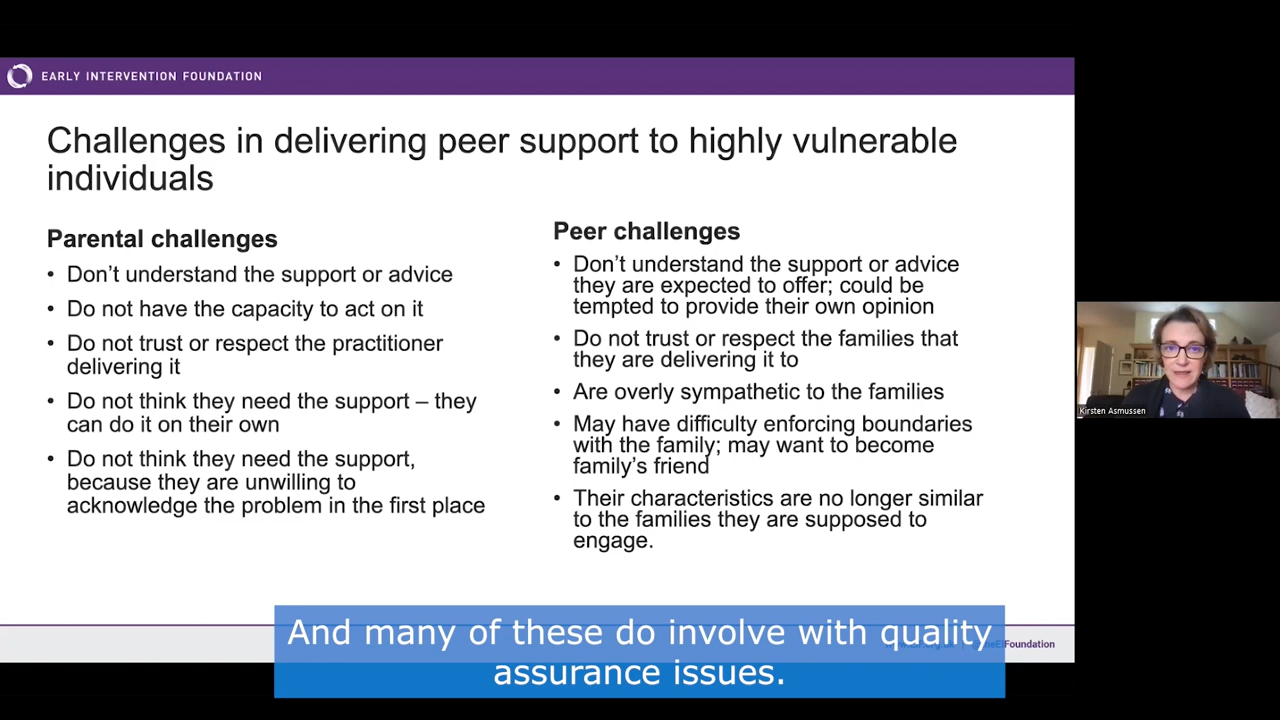 EARLY INTERVENTION FOUNDATION
Challenges in delivering peer support to highly vulnerable
individuals
Parental challenges
• Don’t understand the support or advice
• Do not have the capacity to act on it
• Do not trust or respect the practitioner
delivering it
• Do not think they need the support – they
can do it on their own
• Do not think they need the support,
because they are unwilling to
acknowledge the problem in the first place
Peer challenges
• Don’t understand the support or advice
they are expected to offer; could be
tempted to provide their own opinion
• Do not trust or respect the families that
they are delivering it to
• Are overly sympathetic to the families
• May have difficulty enforcing boundaries
with the family; may want to become
family’s friend
• Their characteristics are no longer similar
to the families they are supposed to
engage.
Kirsten Asmussen
And many of these do involve with quality
assurance issues.